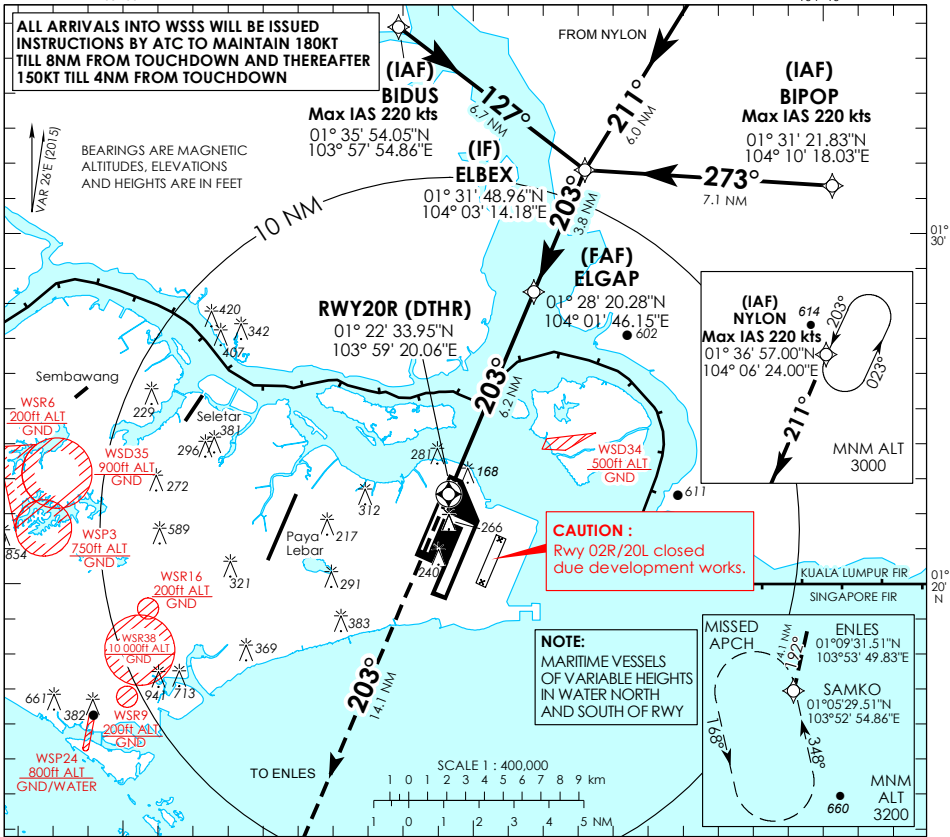 ALL ARRIVALS INTO WSSS WILL BE ISSUED
INSTRUCTIONS BY ATC TO MAINTAIN 180KT
TILL 8NM FROM TOUCHDOWN AND THEREAFTER
150KT TILL 4NM FROM TOUCHDOWN
FROM NYLON
(IAF)
BIDUS
Max IAS 220 kts
01° 35' 54.05"N
103° 57' 54.86"E
127°
6.7 NM
211°
6.0 NM
(IAF)
BIPOP
Max IAS 220 kts
01° 31' 21.83"N
104° 10' 18.03"E
273°
7.1 NM
VAR 26'E (2015)
BEARINGS ARE MAGNETIC
ALTITUDES, ELEVATIONS
AND HEIGHTS ARE IN FEET
(IF)
ELBEX
01° 31' 48.96"N
104° 03' 14.18"E
203°
3.8 NM
10 NM
01°
30'
(FAF)
ELGAP
01° 28' 20.28"N
104° 01' 46.15"E
602
RWY20R (DTHR)
01° 22' 33.95"N
103° 59' 20.06"E
203°
6.2 NM
(IAF)
NYLON
Max IAS 220 kts
01° 36' 57.00"N
104° 06' 24.00"E
614
203°
023°
211°
MNM ALT
3000
420
342
407
Sembawang
229
Seletar
381
296
WSR6
200ft ALT
GND
WSD35
900ft ALT
GND
272
WSP3
750ft ALT
GND
854
589
281
168
312
217
Paya
Lebar
266
240
WSD34
500ft ALT
GND
611
CAUTION :
Rwy 02R/20L closed
due development works.
KUALA LUMPUR FIR
SINGAPORE FIR
01°
20'
N
WSR16
200ft ALT
GND
321
291
383
369
WSR38
10 000ft ALT
GND
941
713
661
382
WSR9
200ft ALT
GND
WSP24
800ft ALT
GND/WATER
203°
14.1 NM
TO ENLES
NOTE:
MARITIME VESSELS
OF VARIABLE HEIGHTS
IN WATER NORTH
AND SOUTH OF RWY
SCALE 1 : 400,000
1 0 1 2 3 4 5 6 7 8 9 km
1 0 1 2 3 4 5 NM
MISSED
APCH
4.1 NM
192°
ENLES
01°09'31.51"N
103°53' 49.83"E
SAMKO
01°05'29.51"N
103°52' 54.86"E
168°
348°
660
MNM
ALT
3200